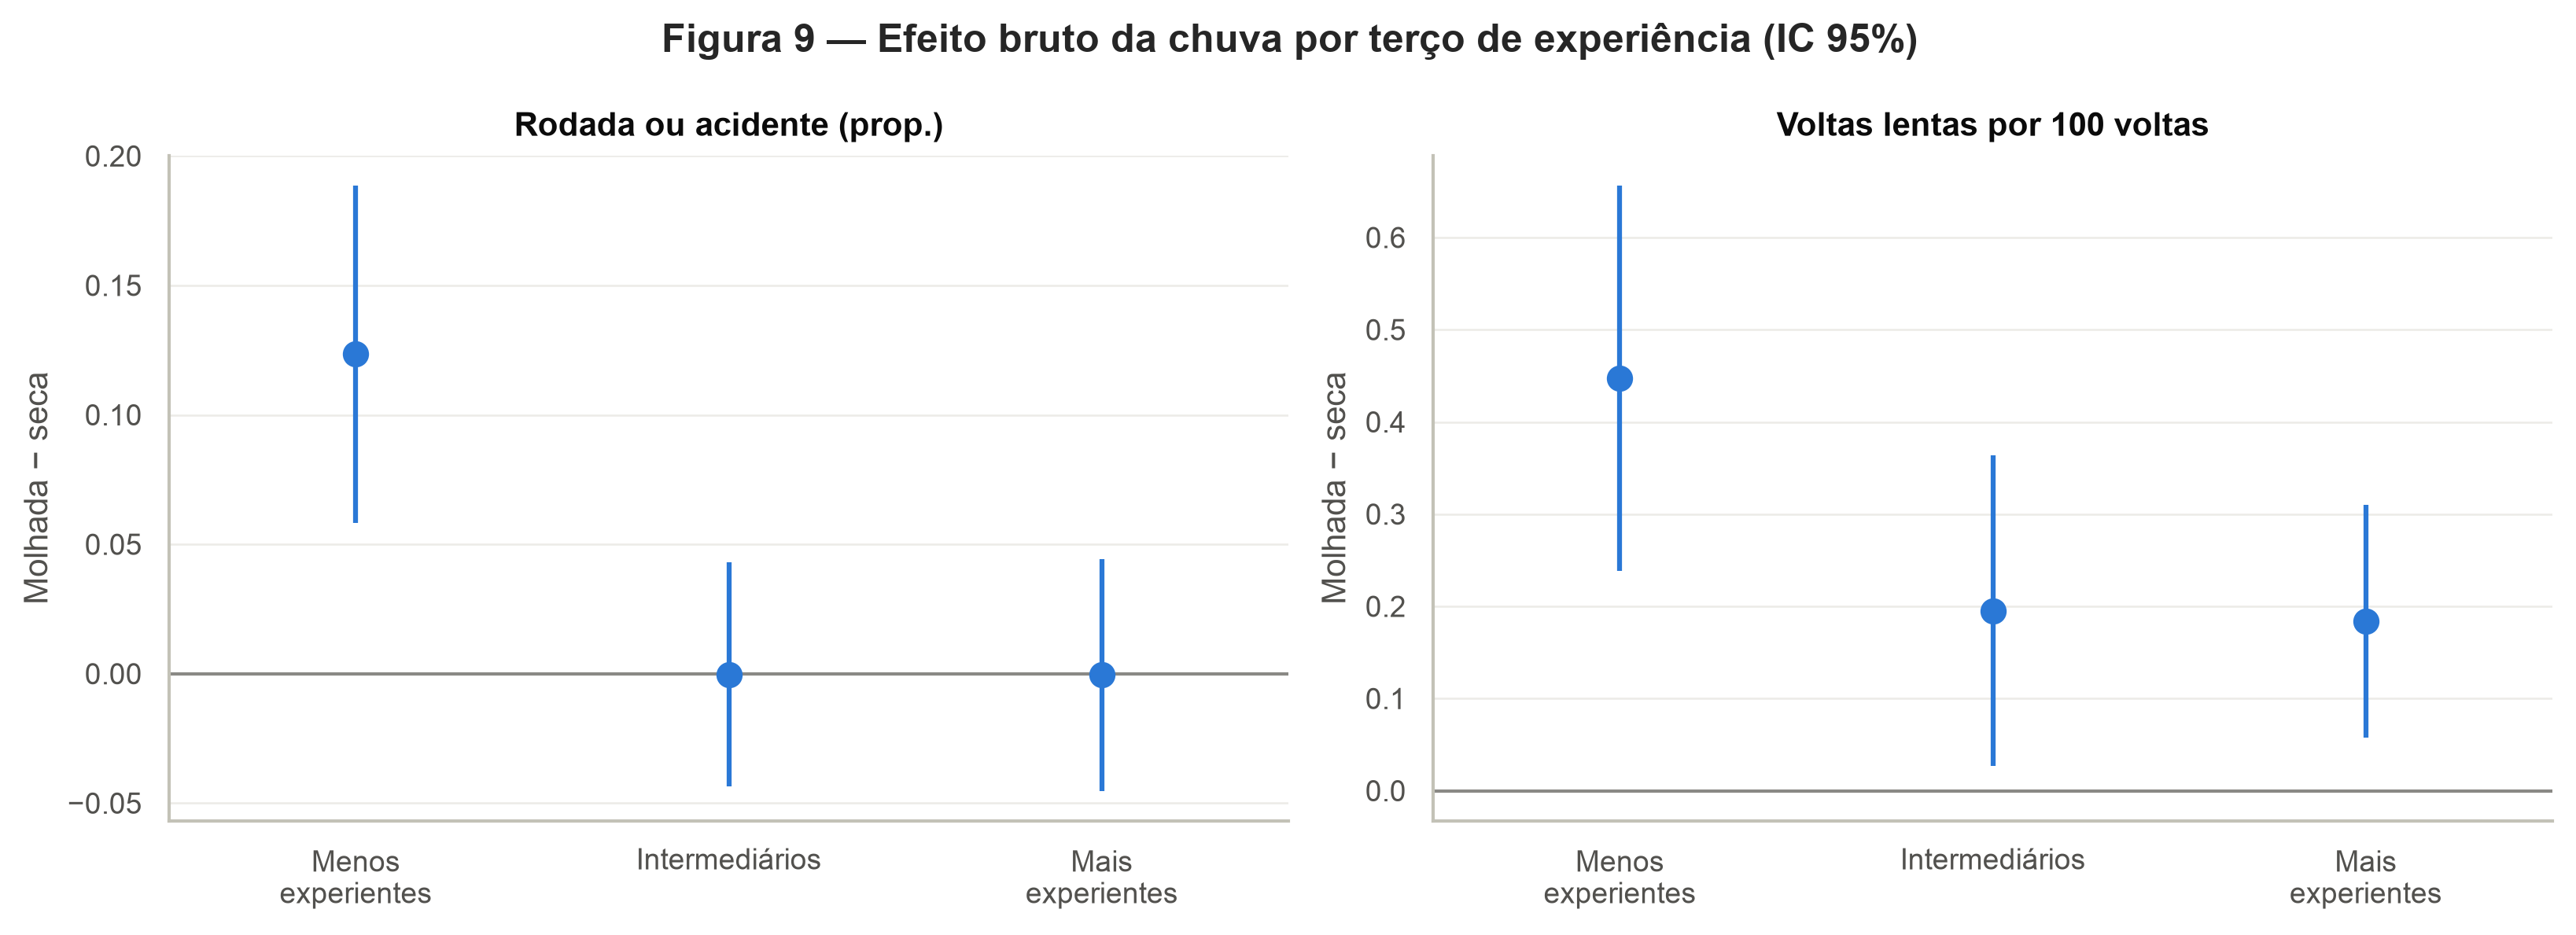 Figura 9 — Efeito bruto da chuva por terço de experiência (IC 95%)
Rodada ou acidente (prop.)
Molhada − seca
0.20
0.15
0.10
0.05
0.00
−0.05
Menos
experientes
Intermediários
Mais
experientes
Voltas lentas por 100 voltas
Molhada − seca
0.6
0.5
0.4
0.3
0.2
0.1
0.0
Menos
experientes
Intermediários
Mais
experientes